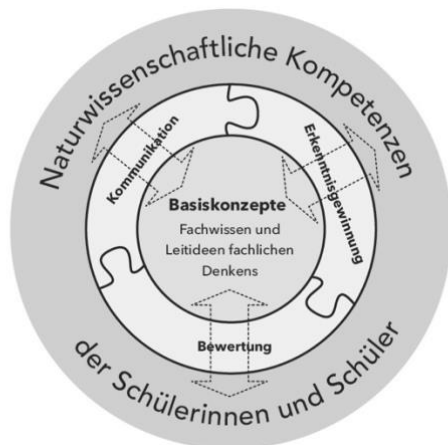 Naturwissenschaftliche Kompetenzen
Kommunikation
Erkenntnisgewinnung
Basiskonzepte
Fachwissen und
Leitideen fachlichen
Denkens
Bewertung
der Schülerinnen und Schüler